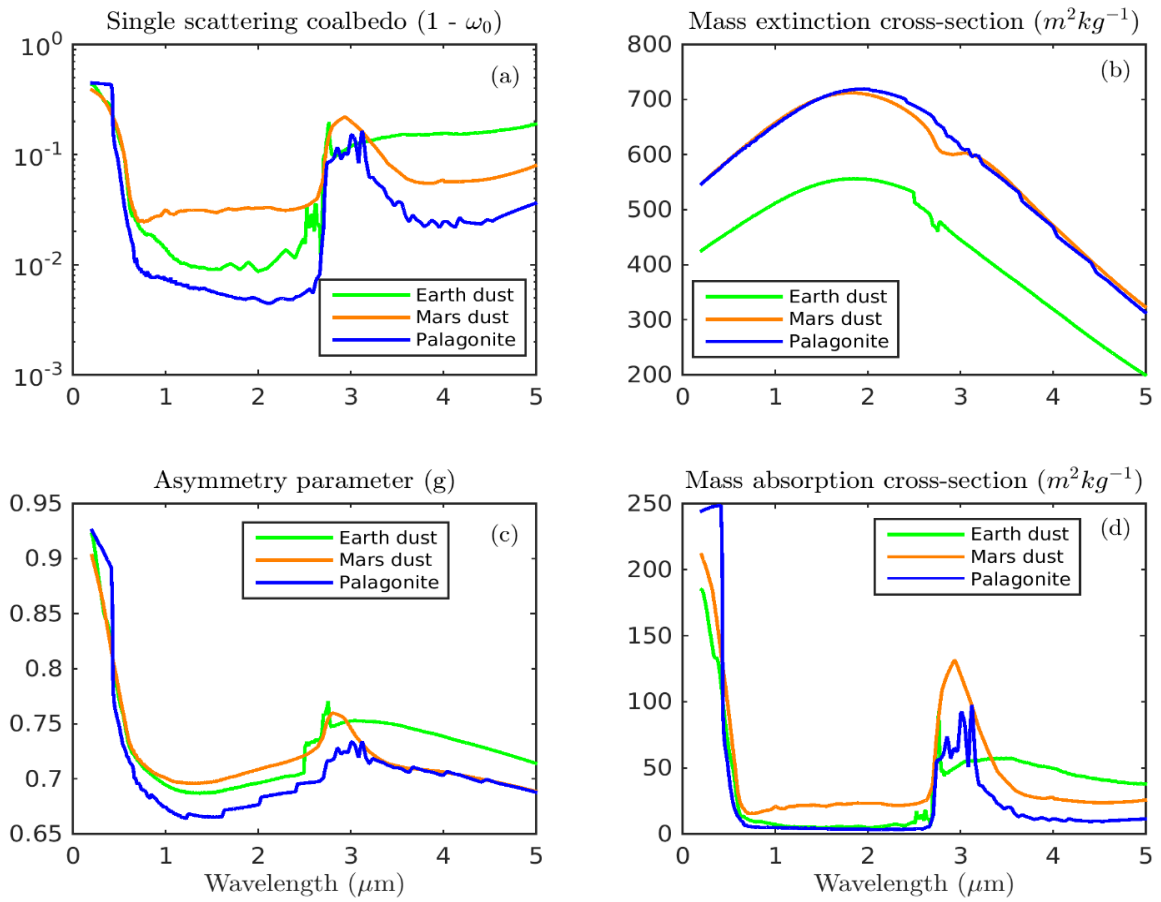 Single scattering coalbedo (1 - ω₀)
(a)
10⁰
10⁻¹
10⁻²
10⁻³
Earth dust
Mars dust
Palagonite
0 1 2 3 4 5
Mass extinction cross-section (m²kg⁻¹)
(b)
800
700
600
500
400
300
200
Earth dust
Mars dust
Palagonite
0 1 2 3 4 5
Asymmetry parameter (g)
(c)
0.95
0.9
0.85
0.8
0.75
0.7
0.65
Earth dust
Mars dust
Palagonite
0 1 2 3 4 5
Wavelength (μm)
Mass absorption cross-section (m²kg⁻¹)
(d)
250
200
150
100
50
0
Earth dust
Mars dust
Palagonite
0 1 2 3 4 5
Wavelength (μm)